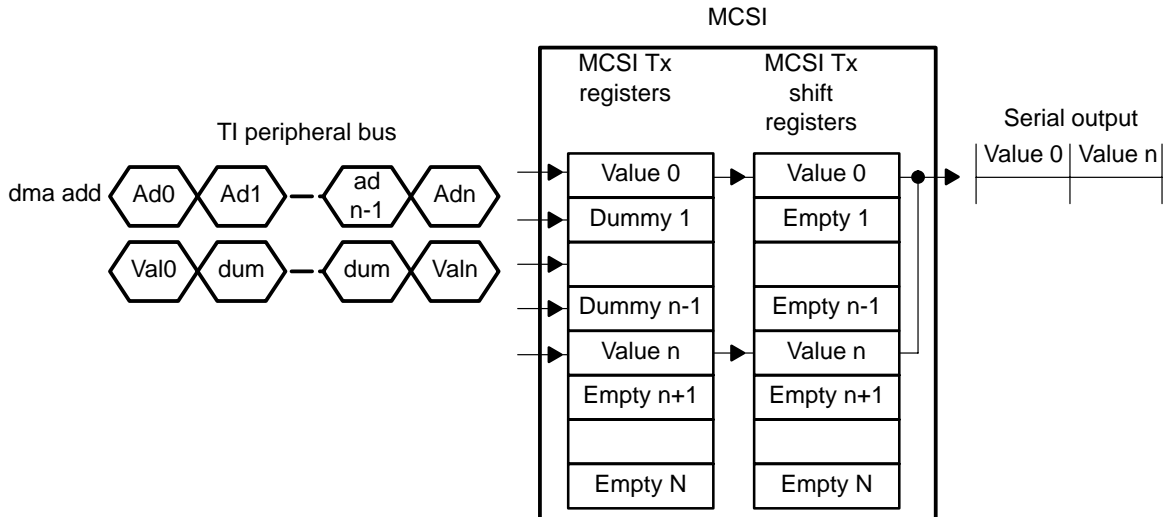 MCSI
MCSI Tx
registers
MCSI Tx
shift
registers
TI peripheral bus
Serial output
dma add
Ad0
Ad1
ad
n-1
Adn
Val0
dum
dum
Valn
Value 0
Dummy 1
Dummy n-1
Value n
Empty n+1
Empty N
Value 0
Empty 1
Empty n-1
Value n
Empty n+1
Empty N
Value 0
Value n